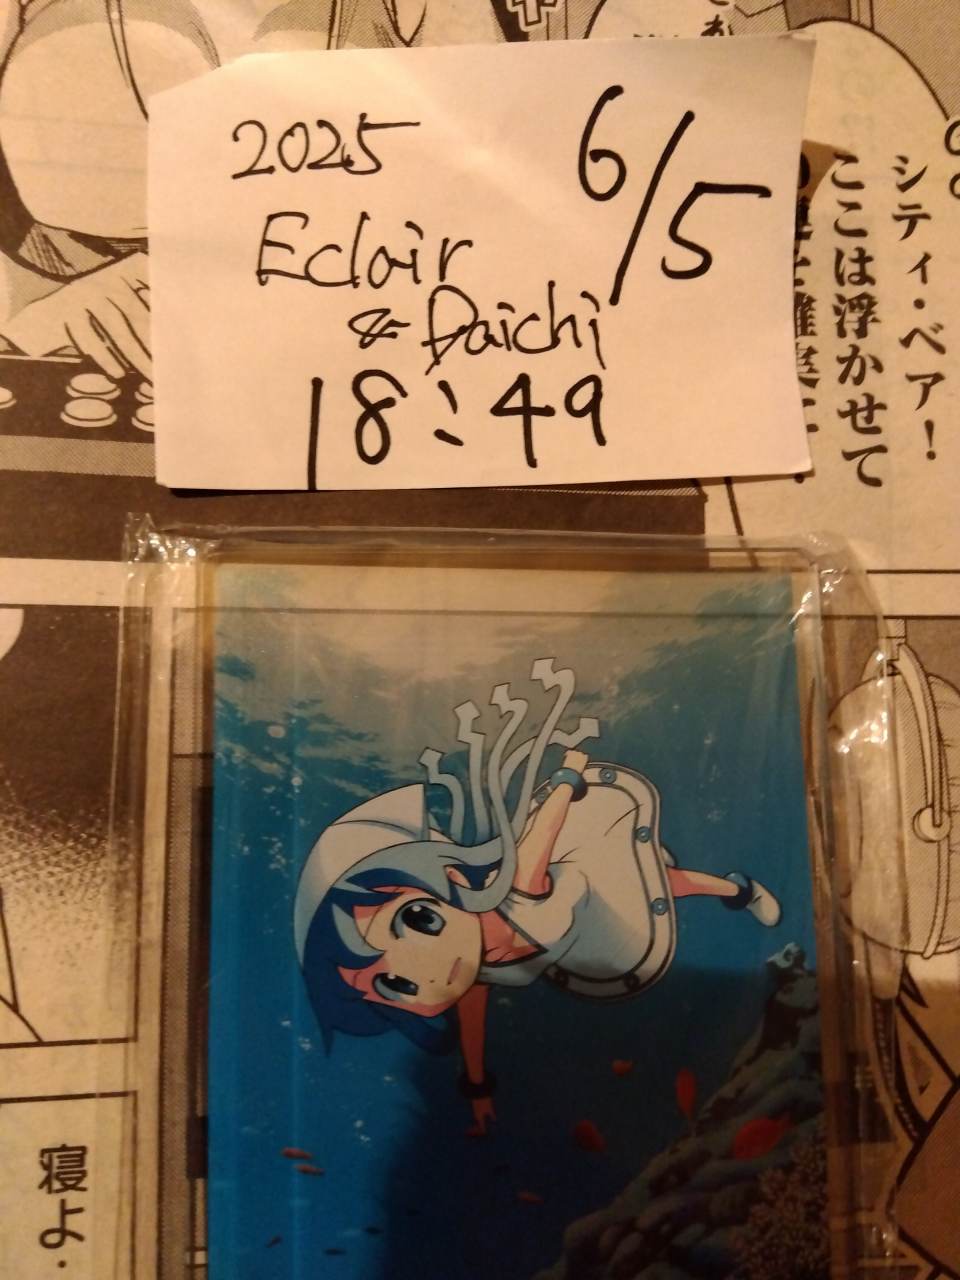 2025 6/5
Eclair
& Daichi
18:49
シティ・ベア!
ここは浮かせて
寝よ・